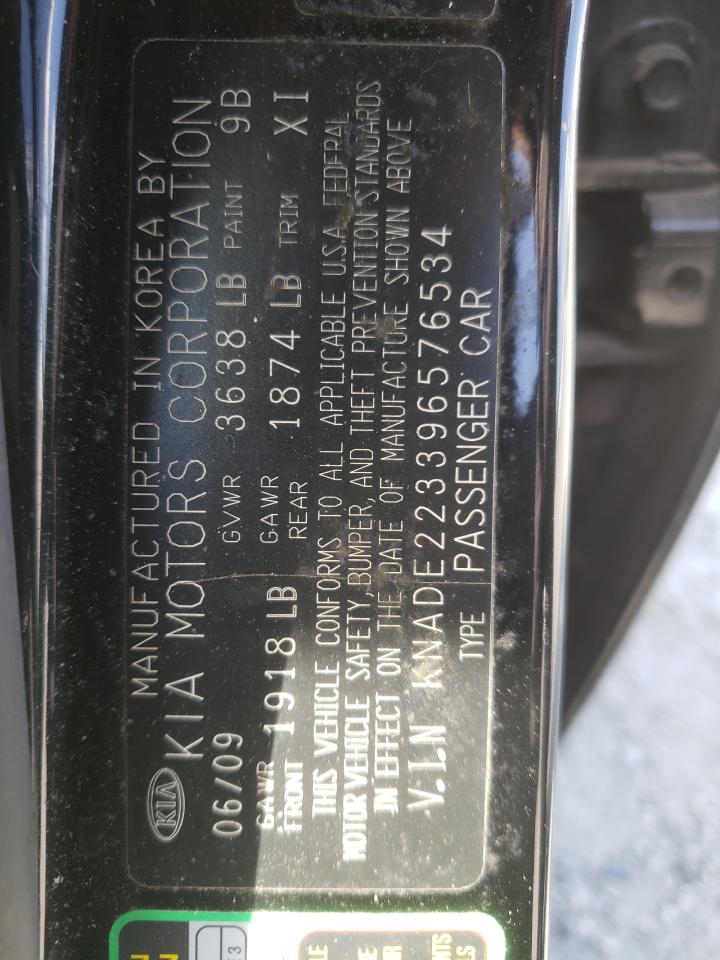 KIA
MANUFACTURED IN KOREA BY
KIA MOTORS CORPORATION
06/09 GVWR 3638 LB PAINT 9B
GAWR FRONT 1918 LB GAWR REAR 1874 LB TRIM XI
THIS VEHICLE CONFORMS TO ALL APPLICABLE U.S.A. FEDERAL
MOTOR VEHICLE SAFETY, BUMPER, AND THEFT PREVENTION STANDARDS
IN EFFECT ON THE DATE OF MANUFACTURE SHOWN ABOVE
V.I.N KNADE223396576534
TYPE PASSENGER CAR